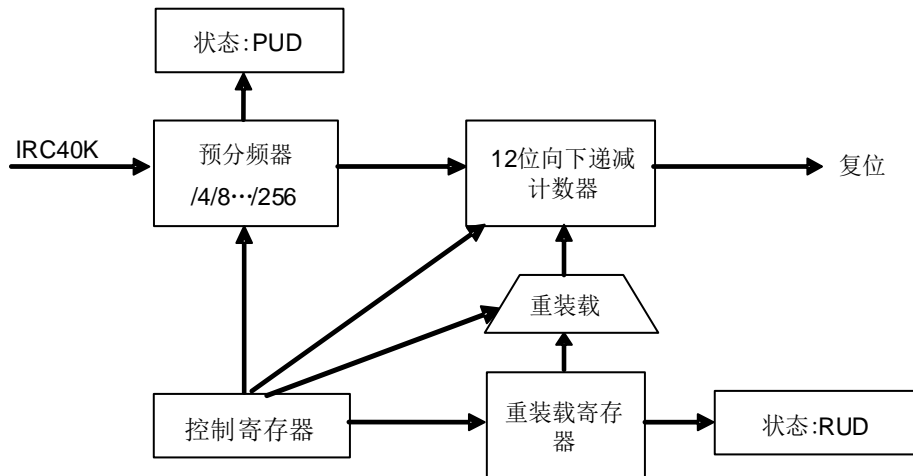 状态:PUD
IRC40K
预分频器
/4/8…/256
12位向下递减
计数器
复位
重装载
控制寄存器
重装载寄存
器
状态:RUD